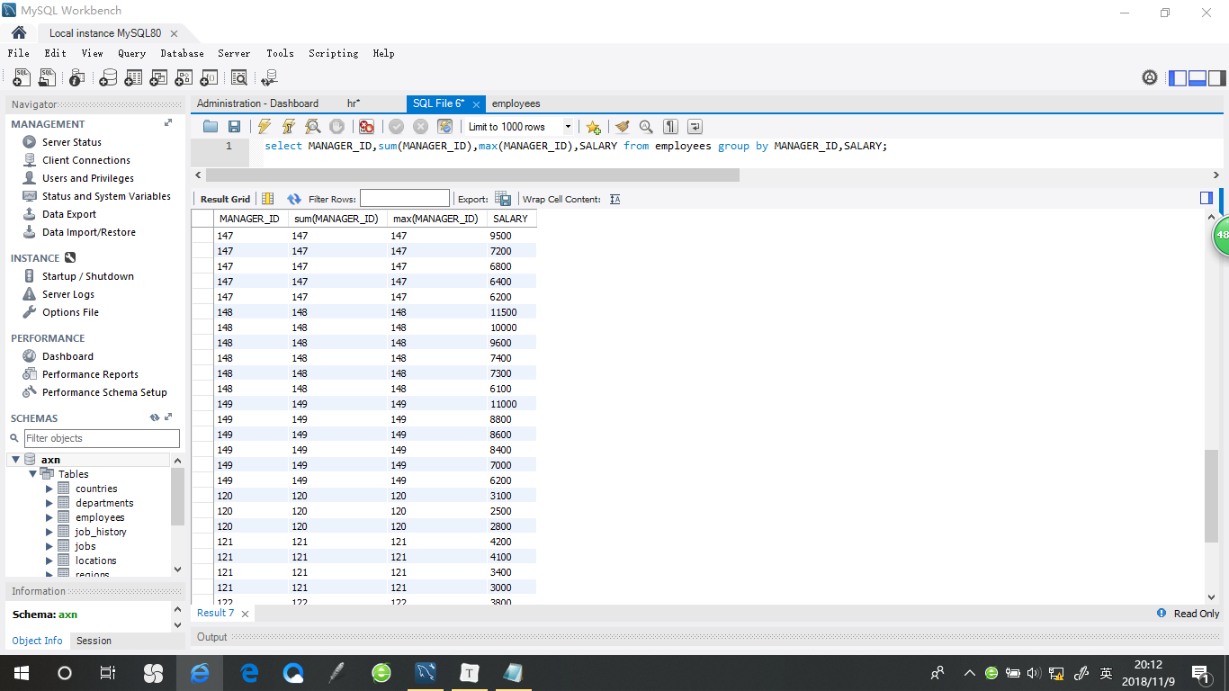 MySQL Workbench
Local instance MySQL80
File Edit View Query Database Server Tools Scripting Help
Navigator
MANAGEMENT
Server Status
Client Connections
Users and Privileges
Status and System Variables
Data Export
Data Import/Restore
INSTANCE
Startup / Shutdown
Server Logs
Options File
PERFORMANCE
Dashboard
Performance Reports
Performance Schema Setup
SCHEMAS
Filter objects
axn
Tables
countries
departments
employees
job_history
jobs
locations
regions
Information
Schema: axn
Object Info Session
Administration - Dashboard hr* SQL File 6* employees
Limit to 1000 rows
1 select MANAGER_ID,sum(MANAGER_ID),max(MANAGER_ID),SALARY from employees group by MANAGER_ID,SALARY;
Result Grid Filter Rows: Export: Wrap Cell Content:
MANAGER_ID sum(MANAGER_ID) max(MANAGER_ID) SALARY
147 147 147 9500
147 147 147 7200
147 147 147 6800
147 147 147 6400
147 147 147 6200
148 148 148 11500
148 148 148 10000
148 148 148 9600
148 148 148 7400
148 148 148 7300
148 148 148 6100
149 149 149 11000
149 149 149 8800
149 149 149 8600
149 149 149 8400
149 149 149 7000
149 149 149 6200
120 120 120 3100
120 120 120 2500
120 120 120 2800
121 121 121 4200
121 121 121 4100
121 121 121 3400
121 121 121 3000
122 122 122 3800
48
Result 7
Read Only
Output
英
20:12
2018/11/9
1